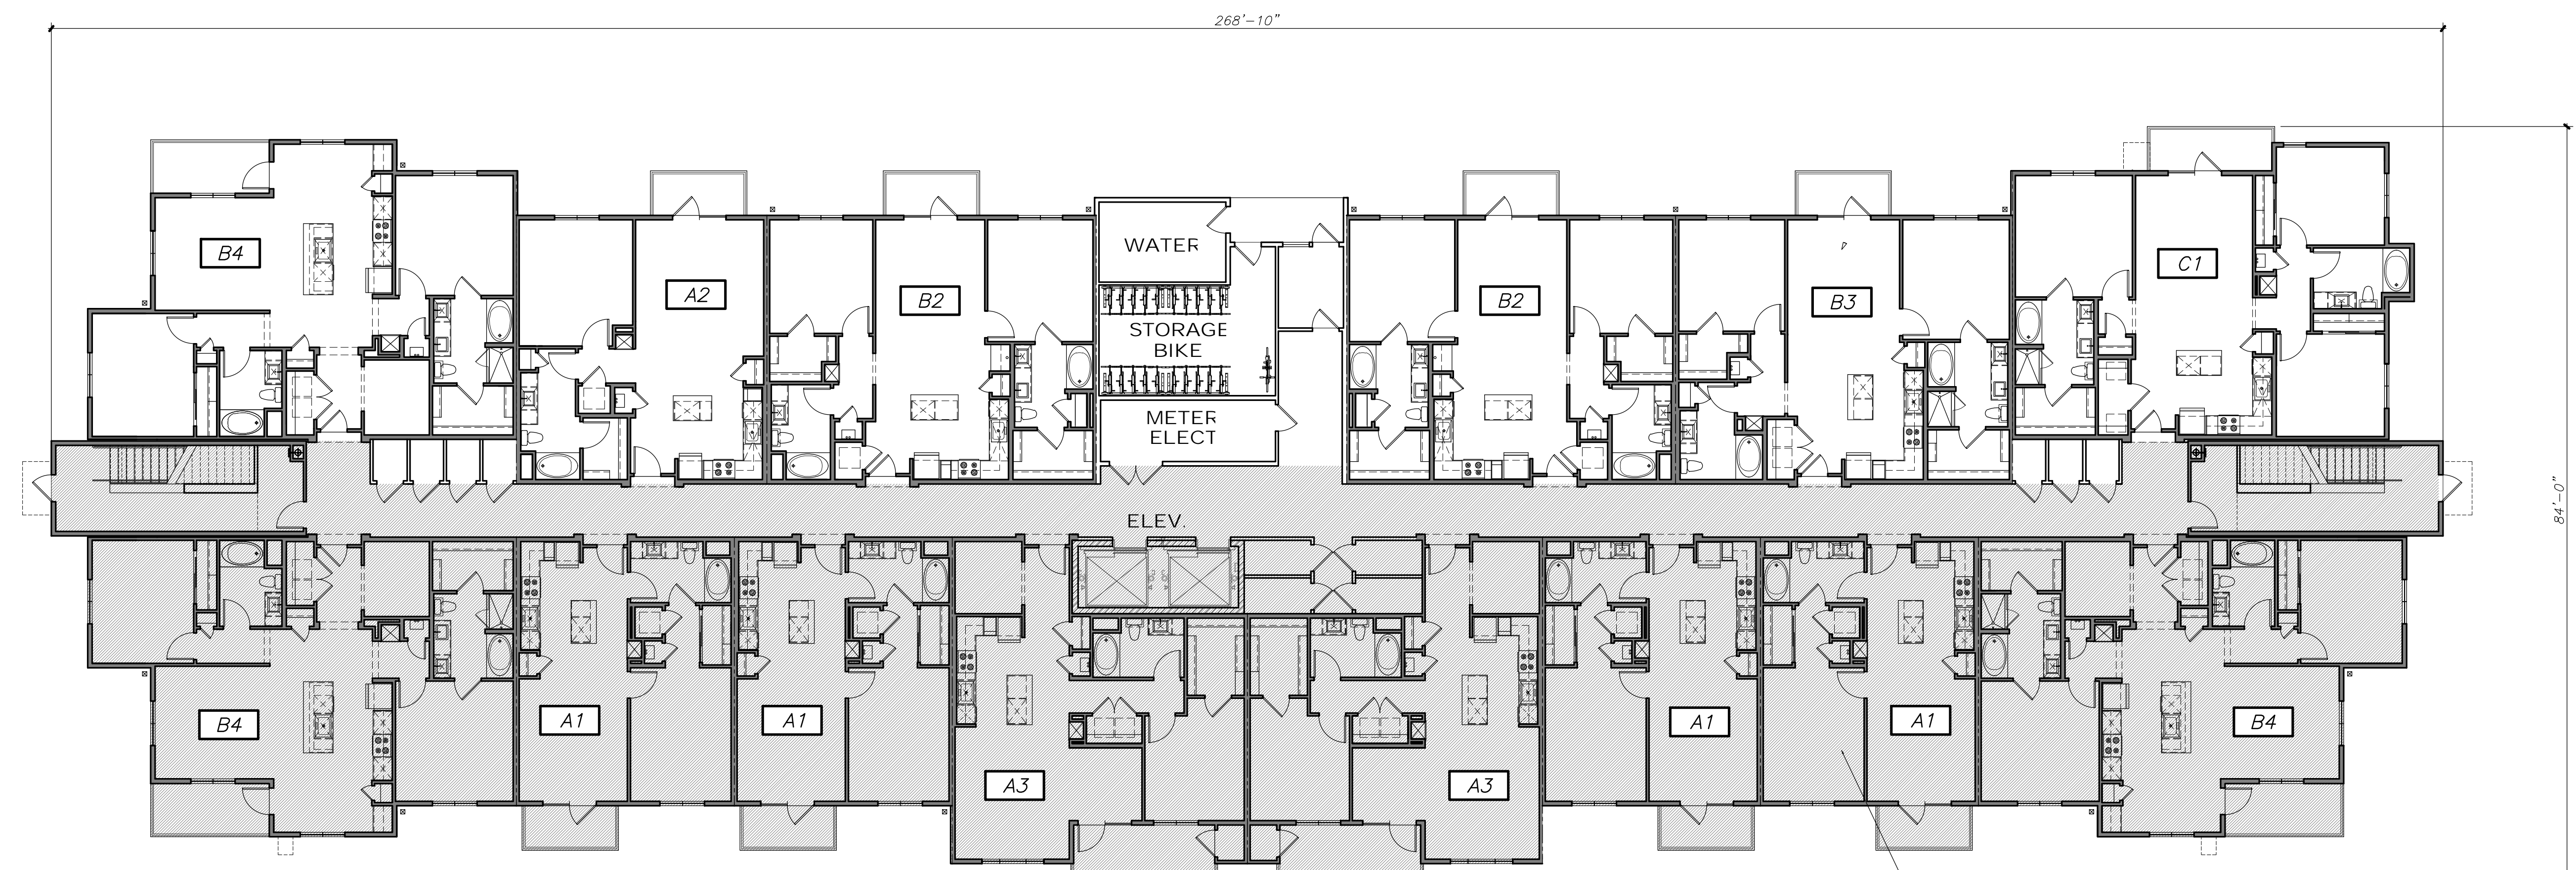 268'-10"
B4
A2
B2
WATER
STORAGE
BIKE
METER
ELECT
B2
B3
C1
84'-0"
ELEV.
B4
A1
A1
A3
A3
A1
A1
B4